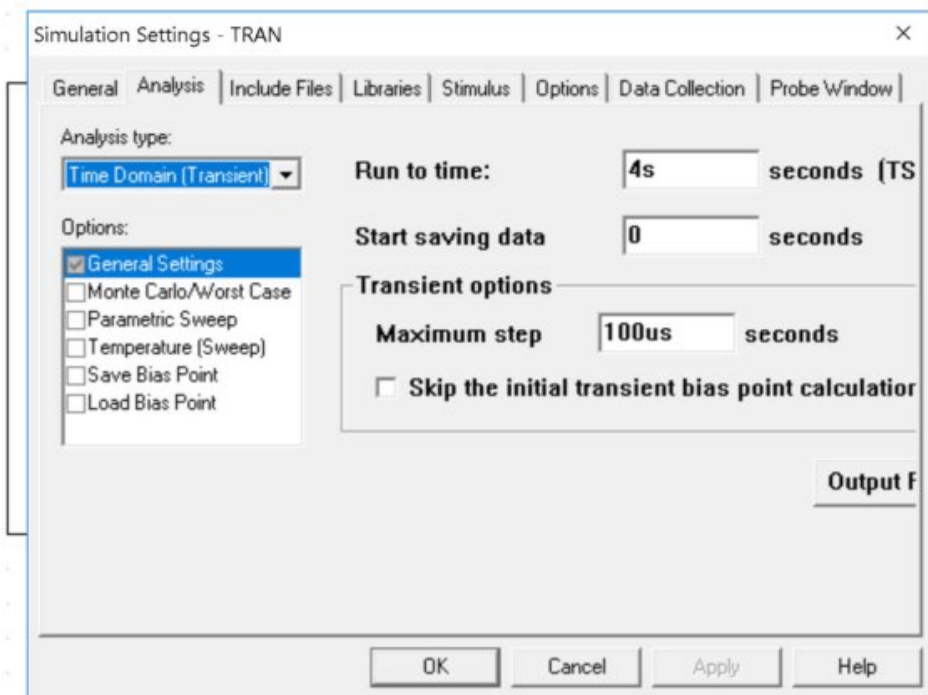 Simulation Settings - TRAN
General Analysis Include Files Libraries Stimulus Options Data Collection Probe Window
Analysis type:
Time Domain (Transient)
Options:
General Settings
Monte Carlo/Worst Case
Parametric Sweep
Temperature (Sweep)
Save Bias Point
Load Bias Point
Run to time: 4s seconds (TS
Start saving data 0 seconds
Transient options
Maximum step 100us seconds
Skip the initial transient bias point calculation
Output F
OK Cancel Apply Help